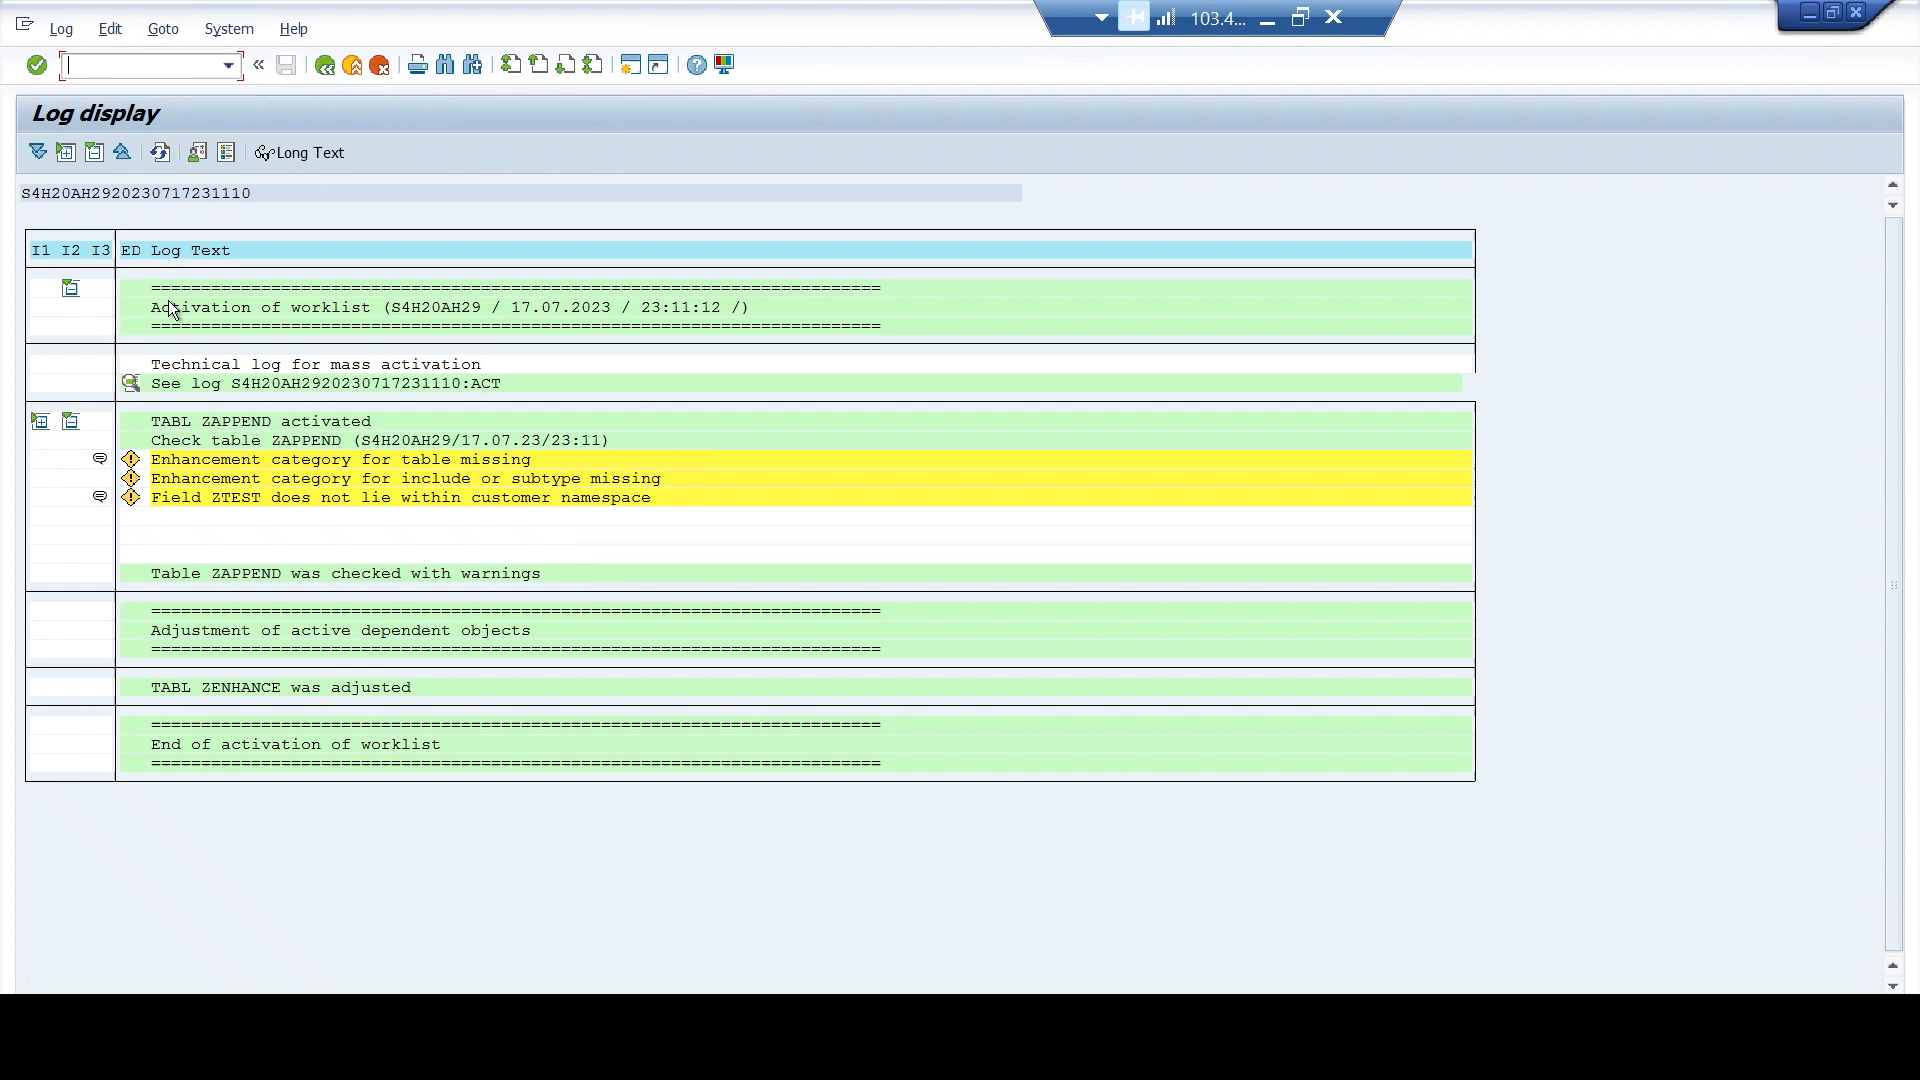 Log Edit Goto System Help
103.4...
«
Log display
Long Text
S4H20AH2920230717231110
I1 I2 I3 ED Log Text
=========================================================================
Activation of worklist (S4H20AH29 / 17.07.2023 / 23:11:12 /)
=========================================================================
Technical log for mass activation
See log S4H20AH2920230717231110:ACT
TABL ZAPPEND activated
Check table ZAPPEND (S4H20AH29/17.07.23/23:11)
Enhancement category for table missing
Enhancement category for include or subtype missing
Field ZTEST does not lie within customer namespace
Table ZAPPEND was checked with warnings
=========================================================================
Adjustment of active dependent objects
=========================================================================
TABL ZENHANCE was adjusted
=========================================================================
End of activation of worklist
=========================================================================